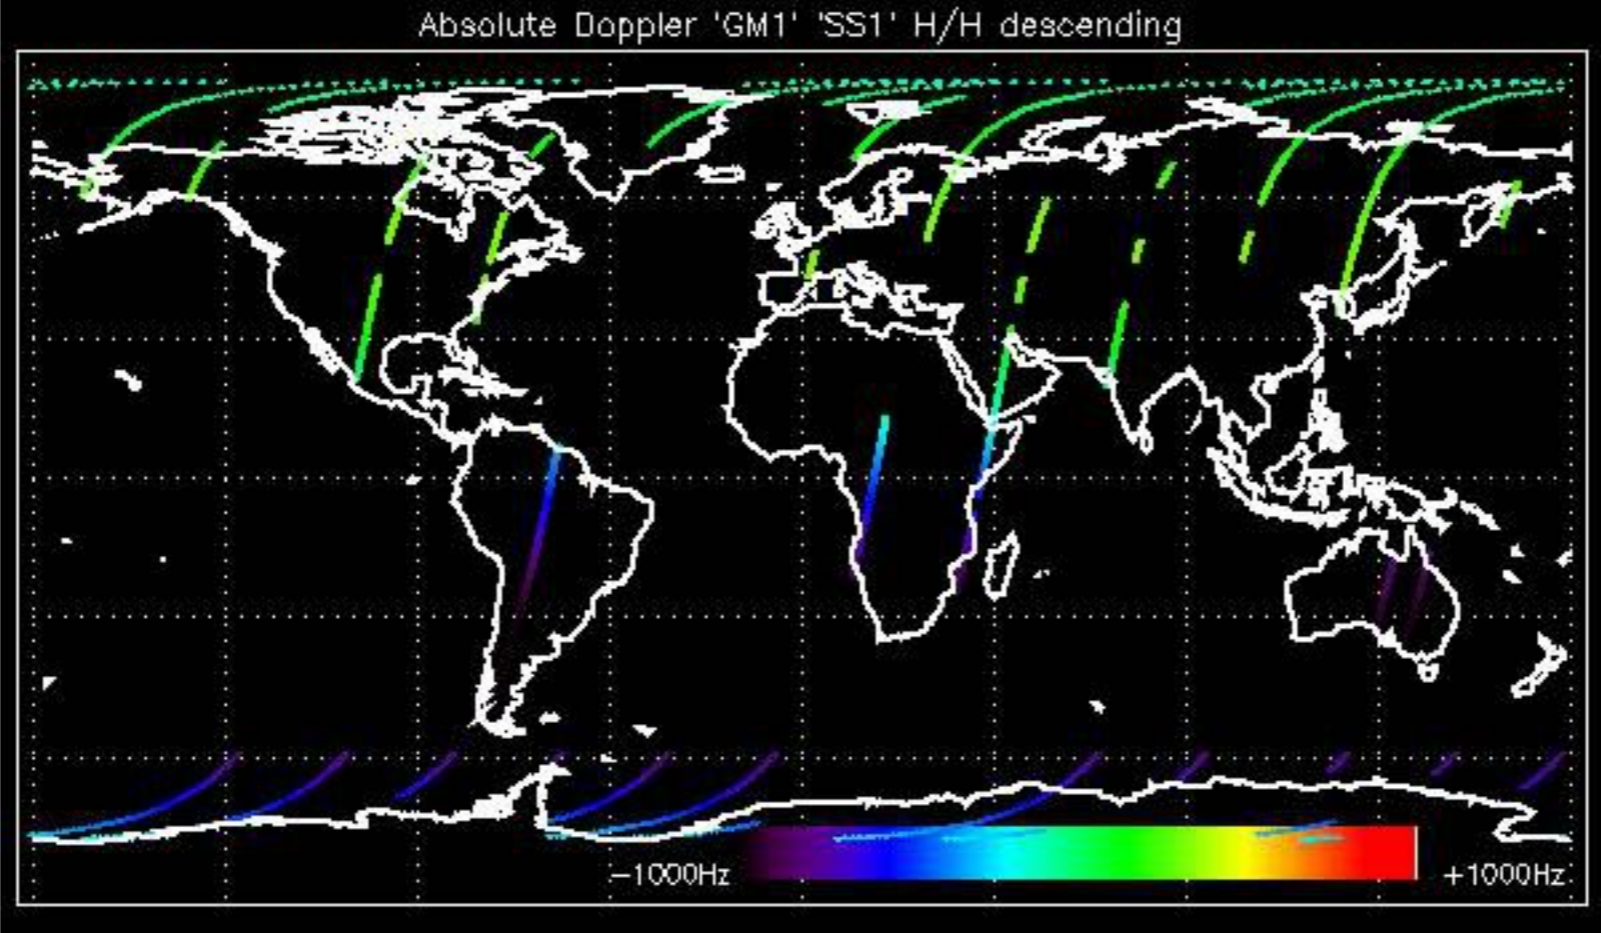 Absolute Doppler 'GM1' 'SS1' H/H descending
−1000Hz
+1000Hz